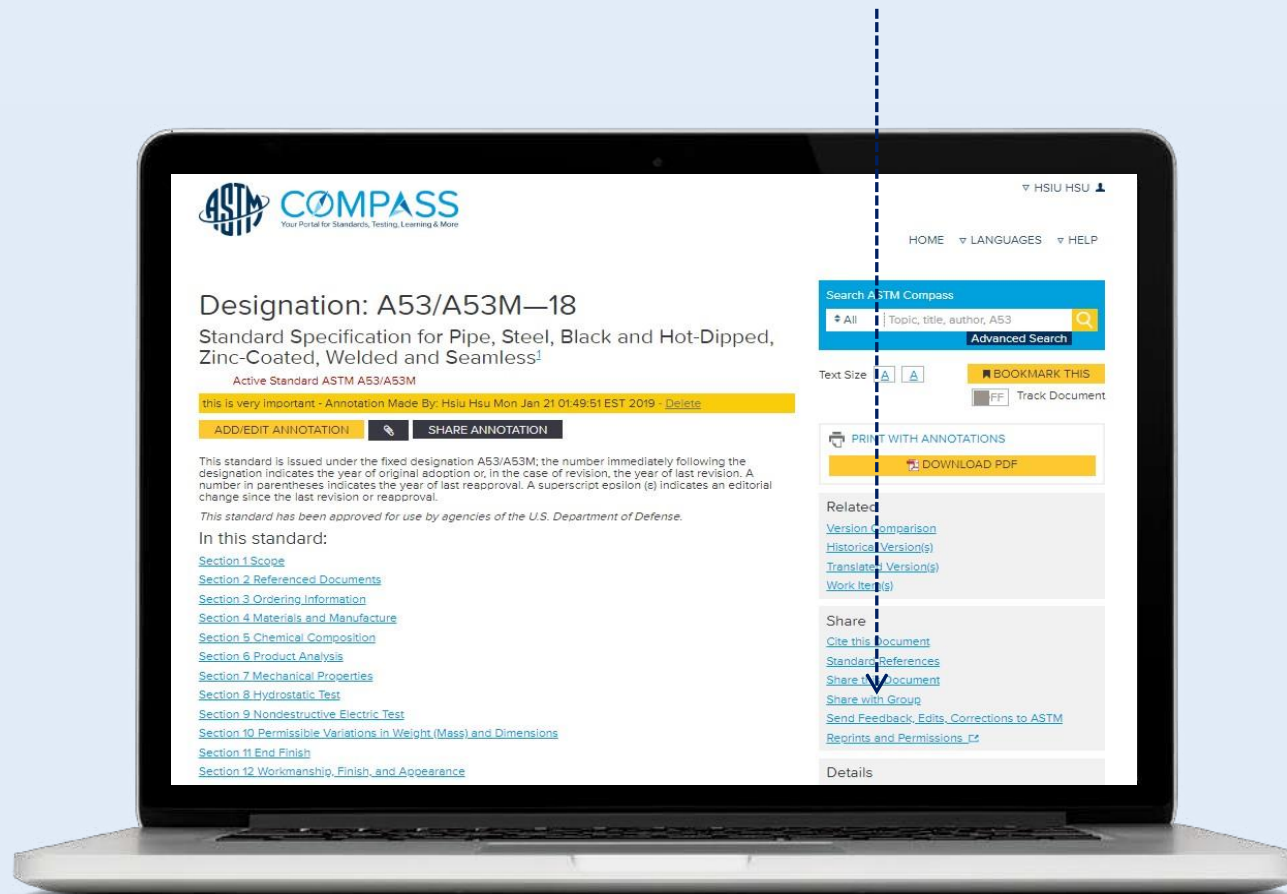 ASTM
COMPASS
Your Portal for Standards, Testing, Learning & More
▿ HSIU HSU
HOME ▿ LANGUAGES ▿ HELP
Designation: A53/A53M—18
Standard Specification for Pipe, Steel, Black and Hot-Dipped,
Zinc-Coated, Welded and Seamless1
Active Standard ASTM A53/A53M
this is very important - Annotation Made By: Hsiu Hsu Mon Jan 21 01:49:51 EST 2019 - Delete
ADD/EDIT ANNOTATION
SHARE ANNOTATION
This standard is issued under the fixed designation A53/A53M; the number immediately following the
designation indicates the year of original adoption or, in the case of revision, the year of last revision. A
number in parentheses indicates the year of last reapproval. A superscript epsilon (ε) indicates an editorial
change since the last revision or reapproval.
This standard has been approved for use by agencies of the U.S. Department of Defense.
In this standard:
Section 1 Scope
Section 2 Referenced Documents
Section 3 Ordering Information
Section 4 Materials and Manufacture
Section 5 Chemical Composition
Section 6 Product Analysis
Section 7 Mechanical Properties
Section 8 Hydrostatic Test
Section 9 Nondestructive Electric Test
Section 10 Permissible Variations in Weight (Mass) and Dimensions
Section 11 End Finish
Section 12 Workmanship, Finish, and Appearance
Search ASTM Compass
All Topic, title, author, A53
Advanced Search
Text Size A A
BOOKMARK THIS
OFF Track Document
PRINT WITH ANNOTATIONS
DOWNLOAD PDF
Related
Version Comparison
Historical Version(s)
Translated Version(s)
Work Item(s)
Share
Cite this Document
Standard References
Share this Document
Share with Group
Send Feedback, Edits, Corrections to ASTM
Reprints and Permissions
Details